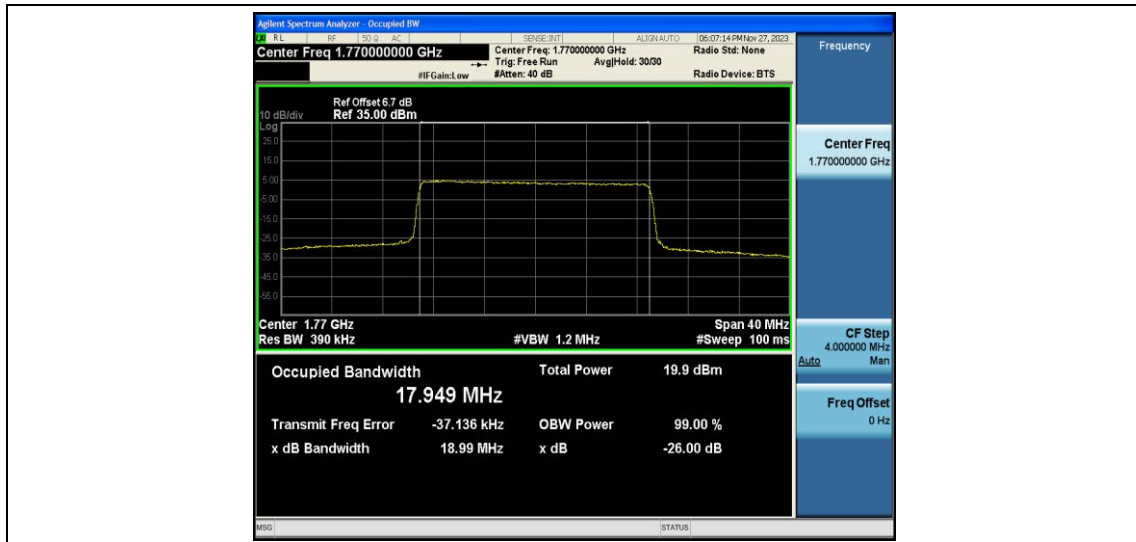 Agilent Spectrum Analyzer - Occupied BW
RL RF 50 Ω AC SENSE:INT ALIGN AUTO 06:07:14 PM Nov 27, 2023
Center Freq 1.770000000 GHz Center Freq: 1.770000000 GHz Radio Std: None Frequency
Trig: Free Run Avg|Hold: 30/30
#IFGain:Low #Atten: 40 dB Radio Device: BTS
Ref Offset 6.7 dB
10 dB/div Ref 35.00 dBm
Log
25.0
15.0
5.00
-5.00
-15.0
-25.0
-35.0
-45.0
-55.0
Center 1.77 GHz Span 40 MHz
Res BW 390 kHz #VBW 1.2 MHz #Sweep 100 ms
Occupied Bandwidth Total Power 19.9 dBm
17.949 MHz
Transmit Freq Error -37.136 kHz OBW Power 99.00 %
x dB Bandwidth 18.99 MHz x dB -26.00 dB
Center Freq
1.770000000 GHz
CF Step
4.000000 MHz
Auto Man
Freq Offset
0 Hz
MSG STATUS